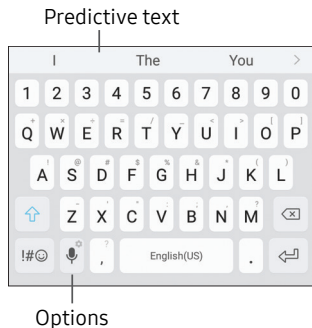 Predictive text
I The You >
1 2 3 4 5 6 7 8 9 0
+ × ÷ = / _ < > [ ]
Q W E R T Y U I O P
! @ # $ % & * ( )
A S D F G H J K L
- ' " : ; , ?
Z X C V B N M
!#☺ , ? English(US) .
Options